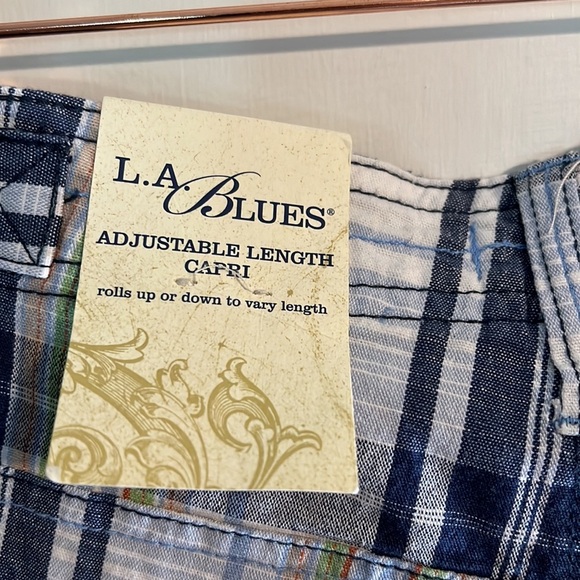 L.A. BLUES®
ADJUSTABLE LENGTH
CAPRI
rolls up or down to vary length